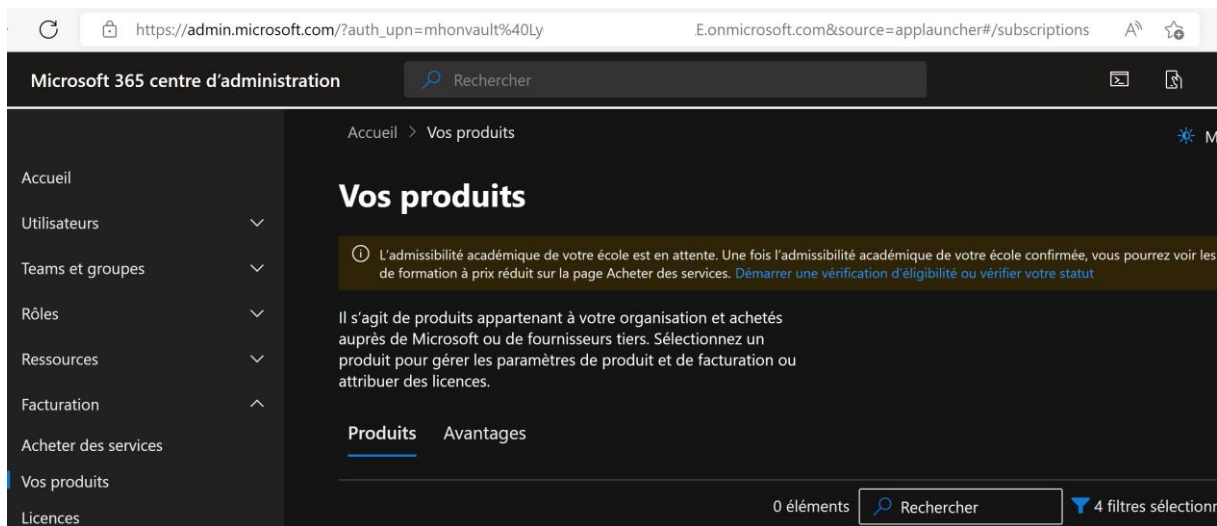 https://admin.microsoft.com/?auth_upn=mhonvault%40Ly E.onmicrosoft.com&source=applauncher#/subscriptions
Microsoft 365 centre d'administration
Rechercher
Accueil > Vos produits
M
Accueil
Utilisateurs
Teams et groupes
Rôles
Ressources
Facturation
Acheter des services
Vos produits
Licences
Vos produits
L'admissibilité académique de votre école est en attente. Une fois l'admissibilité académique de votre école confirmée, vous pourrez voir les
de formation à prix réduit sur la page Acheter des services. Démarrer une vérification d'éligibilité ou vérifier votre statut
Il s'agit de produits appartenant à votre organisation et achetés
auprès de Microsoft ou de fournisseurs tiers. Sélectionnez un
produit pour gérer les paramètres de produit et de facturation ou
attribuer des licences.
Produits Avantages
0 éléments Rechercher 4 filtres sélectionn